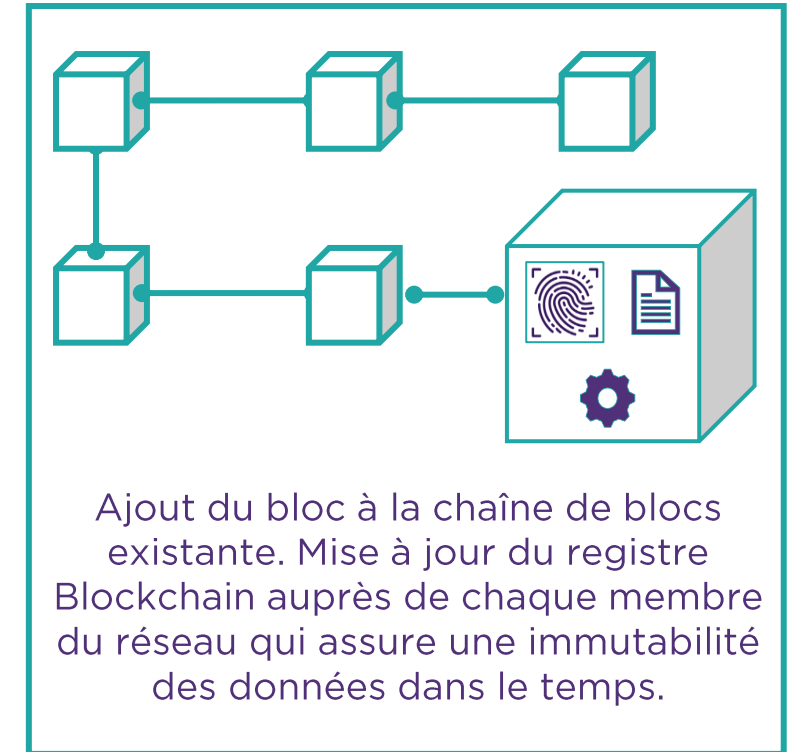 Ajout du bloc à la chaîne de blocs
existante. Mise à jour du registre
Blockchain auprès de chaque membre
du réseau qui assure une immutabilité
des données dans le temps.